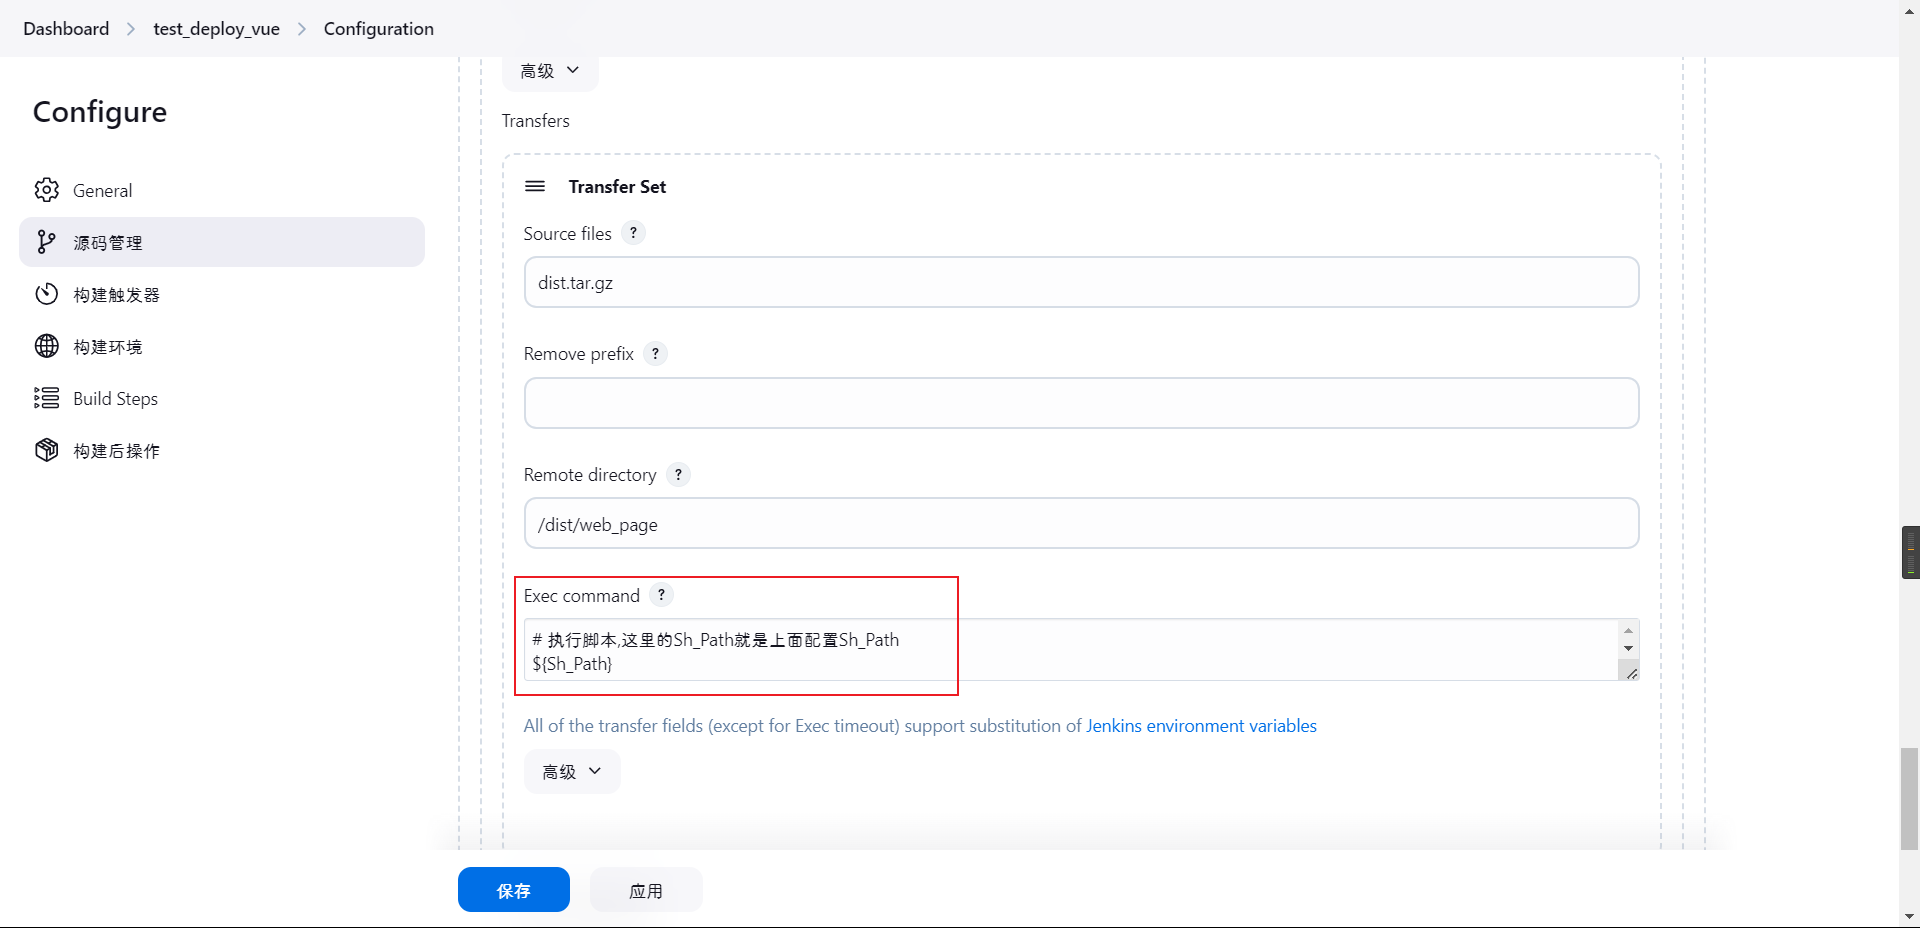 Dashboard
test_deploy_vue
Configuration
Configure
General
源码管理
构建触发器
构建环境
Build Steps
构建后操作
高级
Transfers
Transfer Set
Source files ?
dist.tar.gz
Remove prefix ?
Remote directory ?
/dist/web_page
Exec command ?
# 执行脚本,这里的Sh_Path就是上面配置Sh_Path
${Sh_Path}
All of the transfer fields (except for Exec timeout) support substitution of Jenkins environment variables
高级
保存
应用